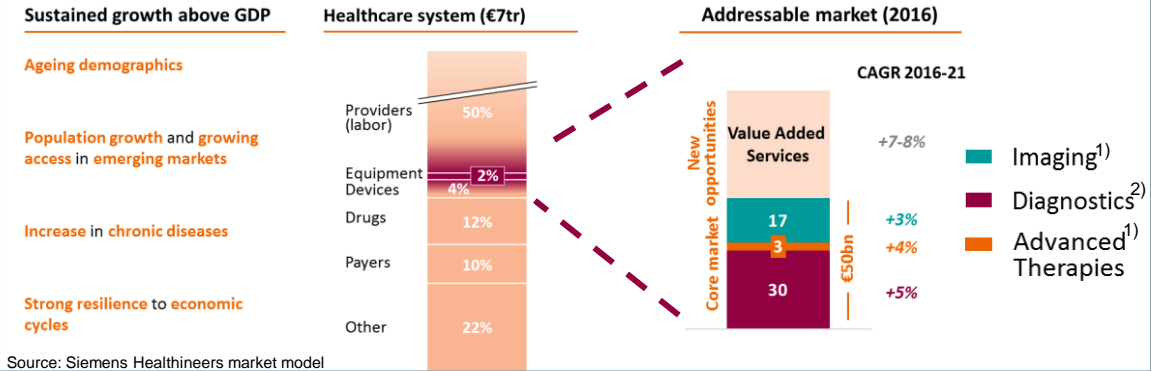 Sustained growth above GDP
Ageing demographics
Population growth and growing
access in emerging markets
Increase in chronic diseases
Strong resilience to economic
cycles
Healthcare system (€7tr)
Providers
(labor)
50%
Equipment
2%
Devices
4%
Drugs
12%
Payers
10%
Other
22%
Addressable market (2016)
CAGR 2016-21
New
opportunities
Value Added
Services
+7-8%
Core market
17
+3%
3
+4%
30
+5%
€50bn
Imaging1)
Diagnostics2)
Advanced1)
Therapies
Source: Siemens Healthineers market model